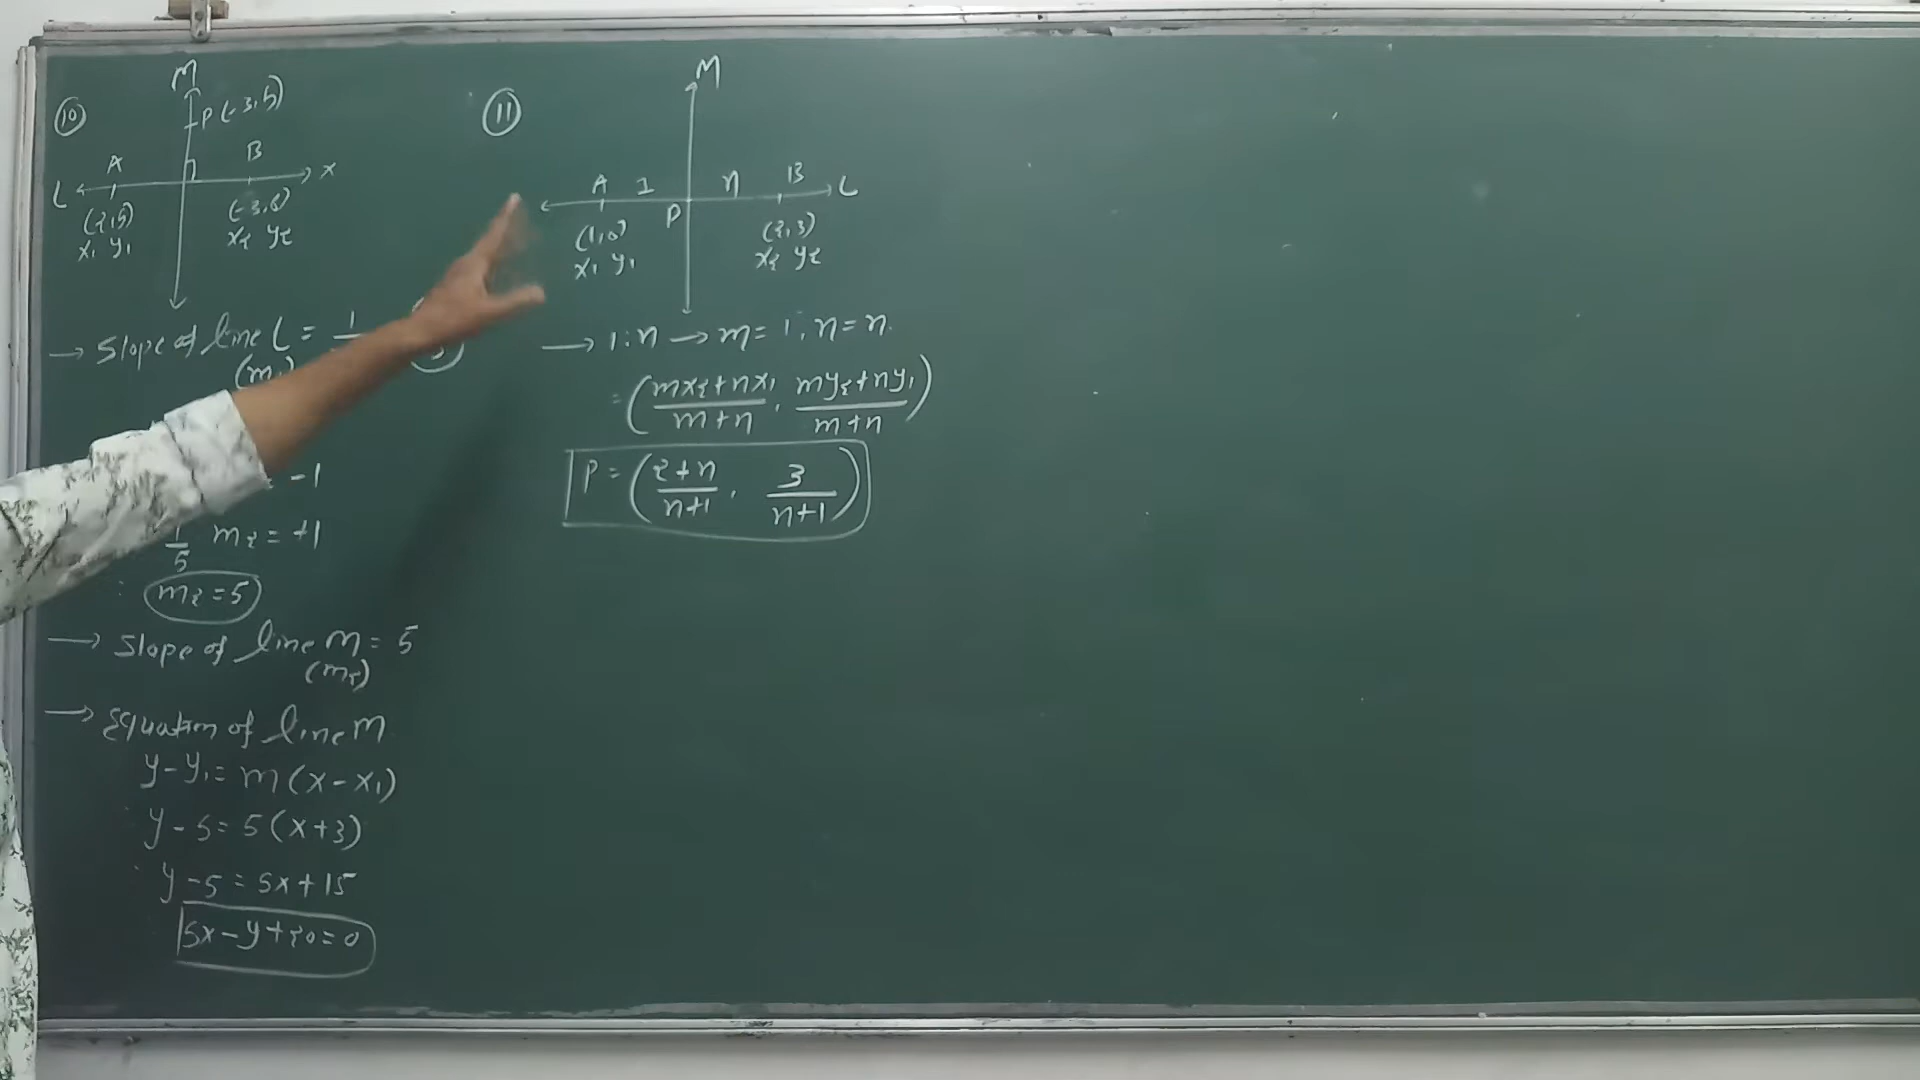 10
M
P (-3,5)
A B
L x
(2,5) (-3,6)
x₁ y₁ x₂ y₂
→ Slope of line L = 1
(m₁)
-1
1/5 m₂ = +1
m₂ = 5
→ Slope of line M = 5
(m₂)
→ Equation of line M
y-y₁ = m(x-x₁)
y-5 = 5(x+3)
y-5 = 5x+15
5x-y+20=0
11
M
A 1 n B L
P
(1,0) (2,3)
x₁ y₁ x₂ y₂
→ 1:n → m = 1, n = n.
= ( (mx₂+nx₁)/(m+n) , (my₂+ny₁)/(m+n) )
P = ( (2+n)/(n+1) , 3/(n+1) )